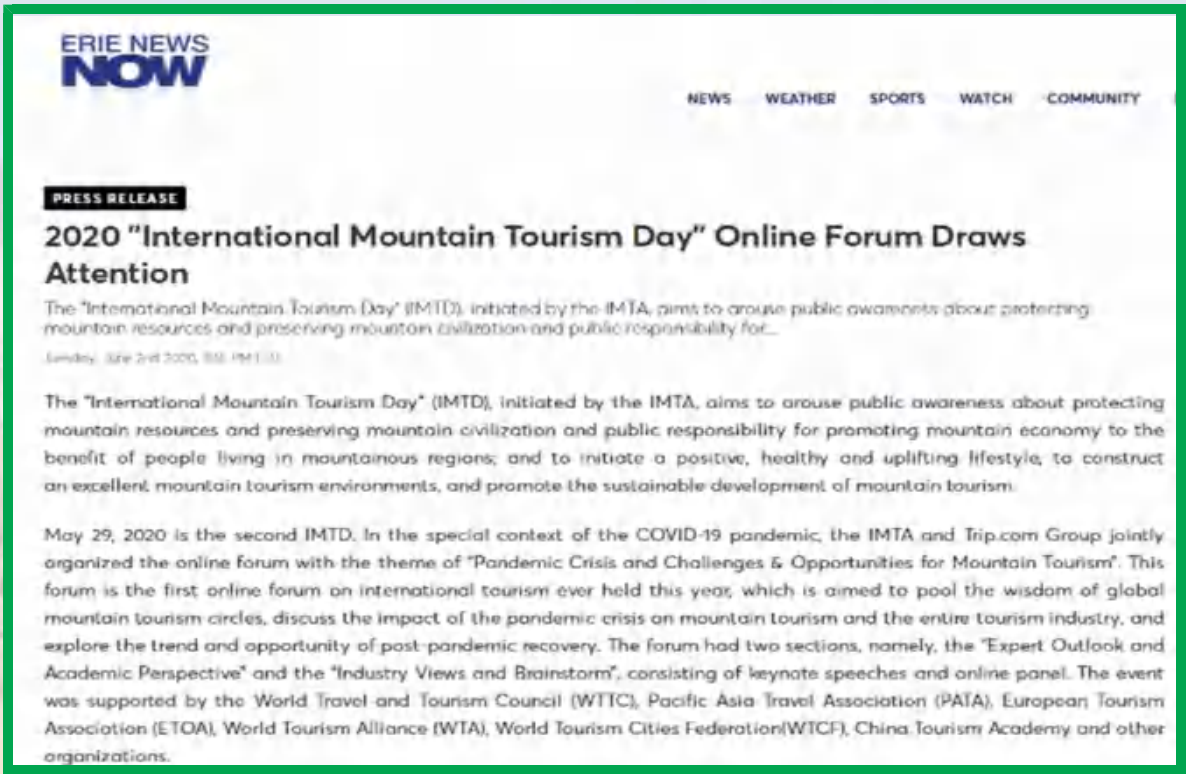 ERIE NEWS
NOW
NEWS WEATHER SPORTS WATCH COMMUNITY
PRESS RELEASE
2020 "International Mountain Tourism Day" Online Forum Draws
Attention
The "International Mountain Tourism Day" (IMTD), initiated by the IMTA, aims to arouse public awareness about protecting
mountain resources and preserving mountain civilization and public responsibility for...
June 2nd 2020,
The "International Mountain Tourism Day" (IMTD), initiated by the IMTA, aims to arouse public awareness about protecting
mountain resources and preserving mountain civilization and public responsibility for promoting mountain economy to the
benefit of people living in mountainous regions; and to initiate a positive, healthy and uplifting lifestyle, to construct
an excellent mountain tourism environments, and promote the sustainable development of mountain tourism.
May 29, 2020 is the second IMTD. In the special context of the COVID-19 pandemic, the IMTA and Trip.com Group jointly
organized the online forum with the theme of "Pandemic Crisis and Challenges & Opportunities for Mountain Tourism". This
forum is the first online forum on international tourism ever held this year, which is aimed to pool the wisdom of global
mountain tourism circles, discuss the impact of the pandemic crisis on mountain tourism and the entire tourism industry, and
explore the trend and opportunity of post-pandemic recovery. The forum had two sections, namely, the "Expert Outlook and
Academic Perspective" and the "Industry Views and Brainstorm", consisting of keynote speeches and online panel. The event
was supported by the World Travel and Tourism Council (WTTC), Pacific Asia Travel Association (PATA), European Tourism
Association (ETOA), World Tourism Alliance (WTA), World Tourism Cities Federation(WTCF), China Tourism Academy and other
organizations.